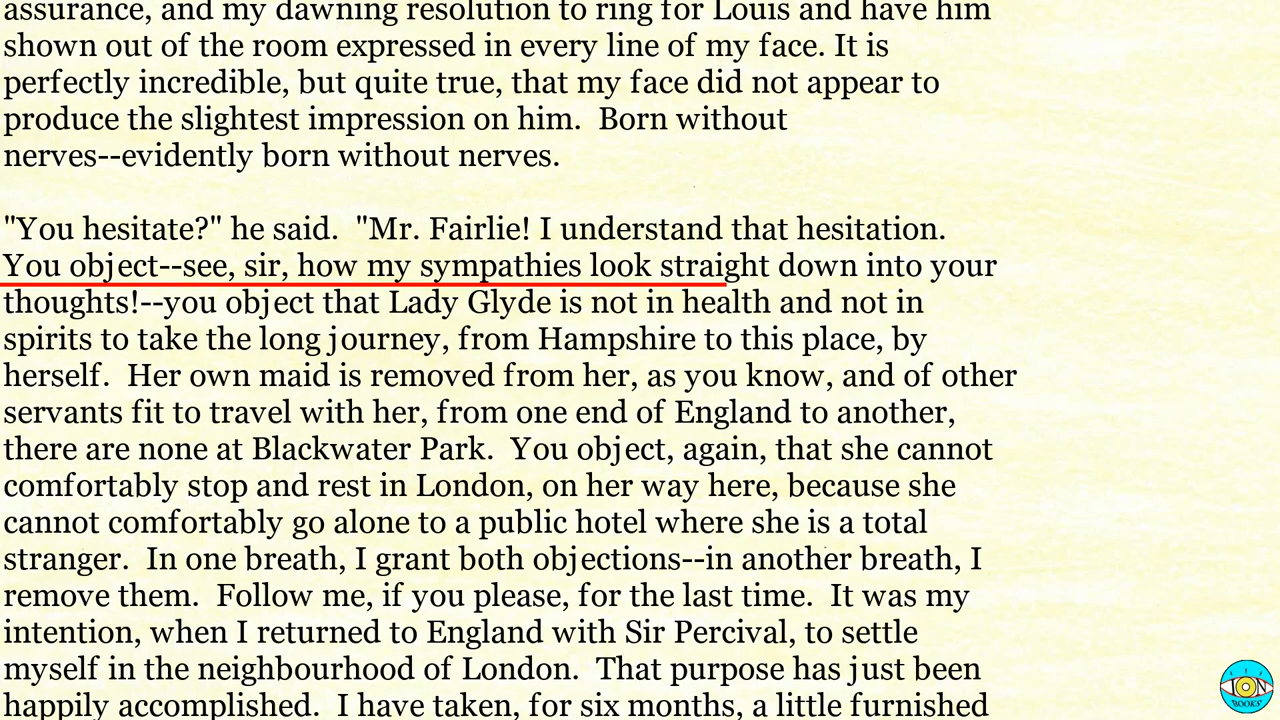 assurance, and my dawning resolution to ring for Louis and have him
shown out of the room expressed in every line of my face. It is
perfectly incredible, but quite true, that my face did not appear to
produce the slightest impression on him.  Born without
nerves--evidently born without nerves.
"You hesitate?" he said.  "Mr. Fairlie! I understand that hesitation.
You object--see, sir, how my sympathies look straight down into your
thoughts!--you object that Lady Glyde is not in health and not in
spirits to take the long journey, from Hampshire to this place, by
herself.  Her own maid is removed from her, as you know, and of other
servants fit to travel with her, from one end of England to another,
there are none at Blackwater Park.  You object, again, that she cannot
comfortably stop and rest in London, on her way here, because she
cannot comfortably go alone to a public hotel where she is a total
stranger.  In one breath, I grant both objections--in another breath, I
remove them.  Follow me, if you please, for the last time.  It was my
intention, when I returned to England with Sir Percival, to settle
myself in the neighbourhood of London.  That purpose has just been
happily accomplished.  I have taken, for six months, a little furnished
ION
BOOKS